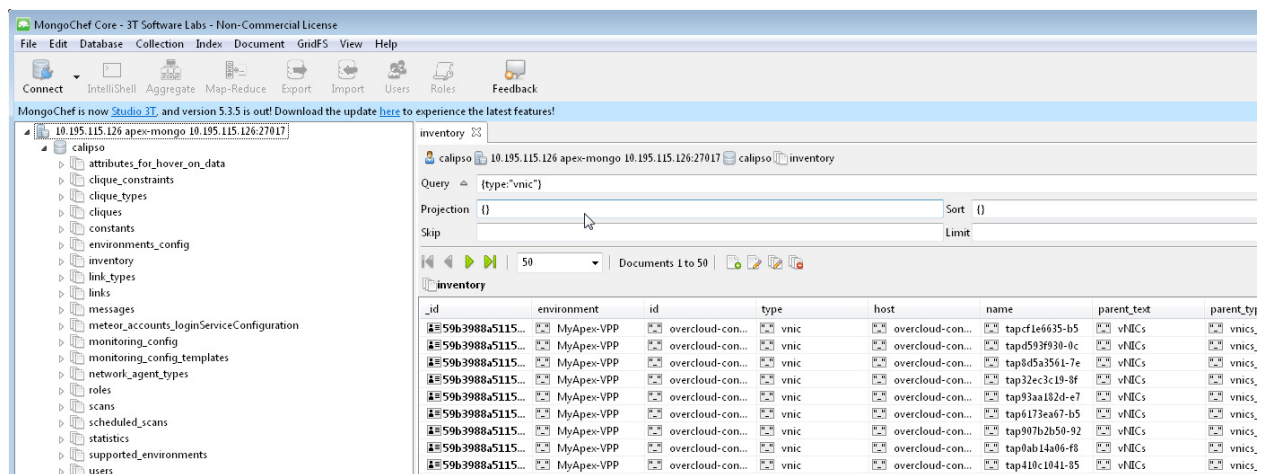 MongoChef Core - 3T Software Labs - Non-Commercial License
File Edit Database Collection Index Document GridFS View Help
Connect IntelliShell Aggregate Map-Reduce Export Import Users Roles Feedback
MongoChef is now Studio 3T, and version 5.3.5 is out! Download the update here to experience the latest features!
10.195.115.126 apex-mongo 10.195.115.126:27017
calipso
attributes_for_hover_on_data
clique_constraints
clique_types
cliques
constants
environments_config
inventory
link_types
links
messages
meteor_accounts_loginServiceConfiguration
monitoring_config
monitoring_config_templates
network_agent_types
roles
scans
scheduled_scans
statistics
supported_environments
users
inventory
calipso 10.195.115.126 apex-mongo 10.195.115.126:27017 calipso inventory
Query {type:"vnic"}
Projection {} Sort {}
Skip Limit
50 Documents 1 to 50
inventory
_id environment id type host name parent_text parent_typ
59b3988a5115... MyApex-VPP overcloud-con... vnic overcloud-con... tapcf1e6635-b5 vNICs vnics_
59b3988a5115... MyApex-VPP overcloud-con... vnic overcloud-con... tapd593f930-0c vNICs vnics_
59b3988a5115... MyApex-VPP overcloud-con... vnic overcloud-con... tap8d5a3561-7e vNICs vnics_
59b3988a5115... MyApex-VPP overcloud-con... vnic overcloud-con... tap32ec3c19-8f vNICs vnics_
59b3988a5115... MyApex-VPP overcloud-con... vnic overcloud-con... tap93aa182d-e7 vNICs vnics_
59b3988a5115... MyApex-VPP overcloud-con... vnic overcloud-con... tap6173ea67-b5 vNICs vnics_
59b3988a5115... MyApex-VPP overcloud-con... vnic overcloud-con... tap907b2b50-92 vNICs vnics_
59b3988a5115... MyApex-VPP overcloud-con... vnic overcloud-con... tap0ab14a06-f8 vNICs vnics_
59b3988a5115... MyApex-VPP overcloud-con... vnic overcloud-con... tap410c1041-85 vNICs vnics_